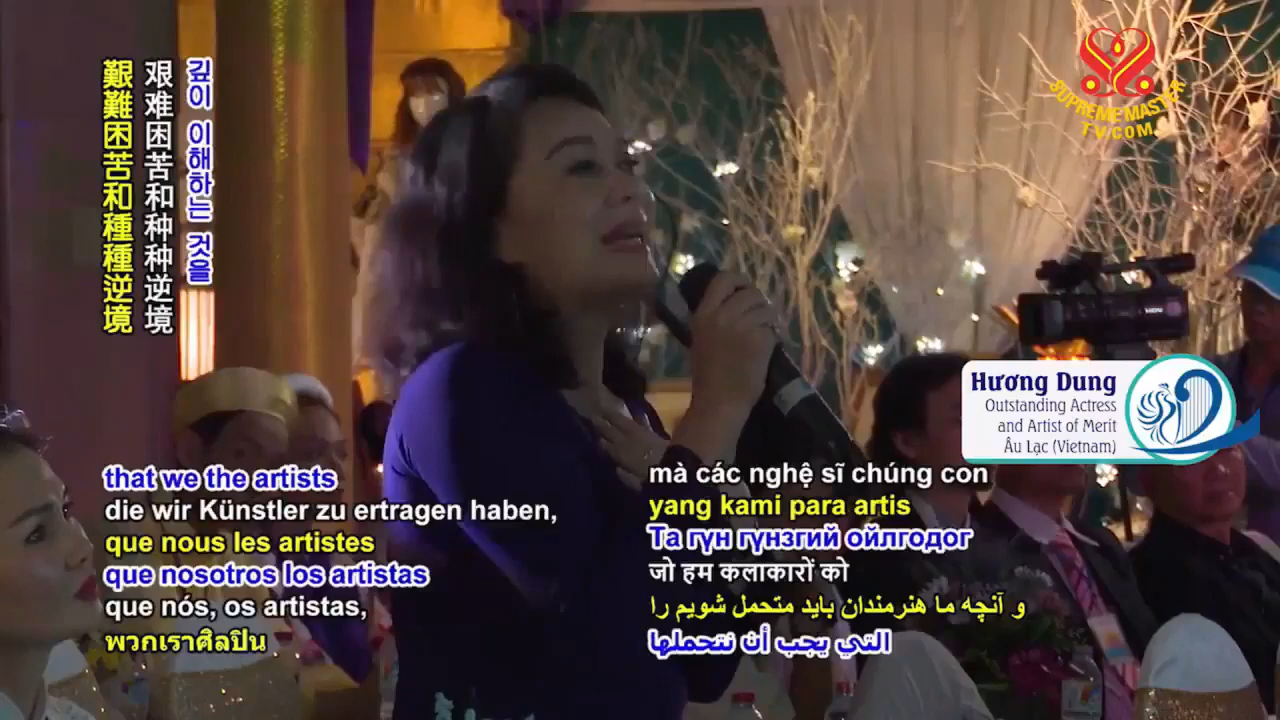 艱難困苦和種種逆境
艰难困苦和种种逆境
깊이 이해하는 것을
SUPREME MASTER
TV.COM
HDV
Hương Dung
Outstanding Actress
and Artist of Merit
Âu Lạc (Vietnam)
that we the artists
die wir Künstler zu ertragen haben,
que nous les artistes
que nosotros los artistas
que nós, os artistas,
พวกเราศิลปิน
mà các nghệ sĩ chúng con
yang kami para artis
Та гүн гүнзгий ойлгодог
जो हम कलाकारों को
و آنچه ما هنرمندان باید متحمل شویم را
التي يجب أن نتحملها